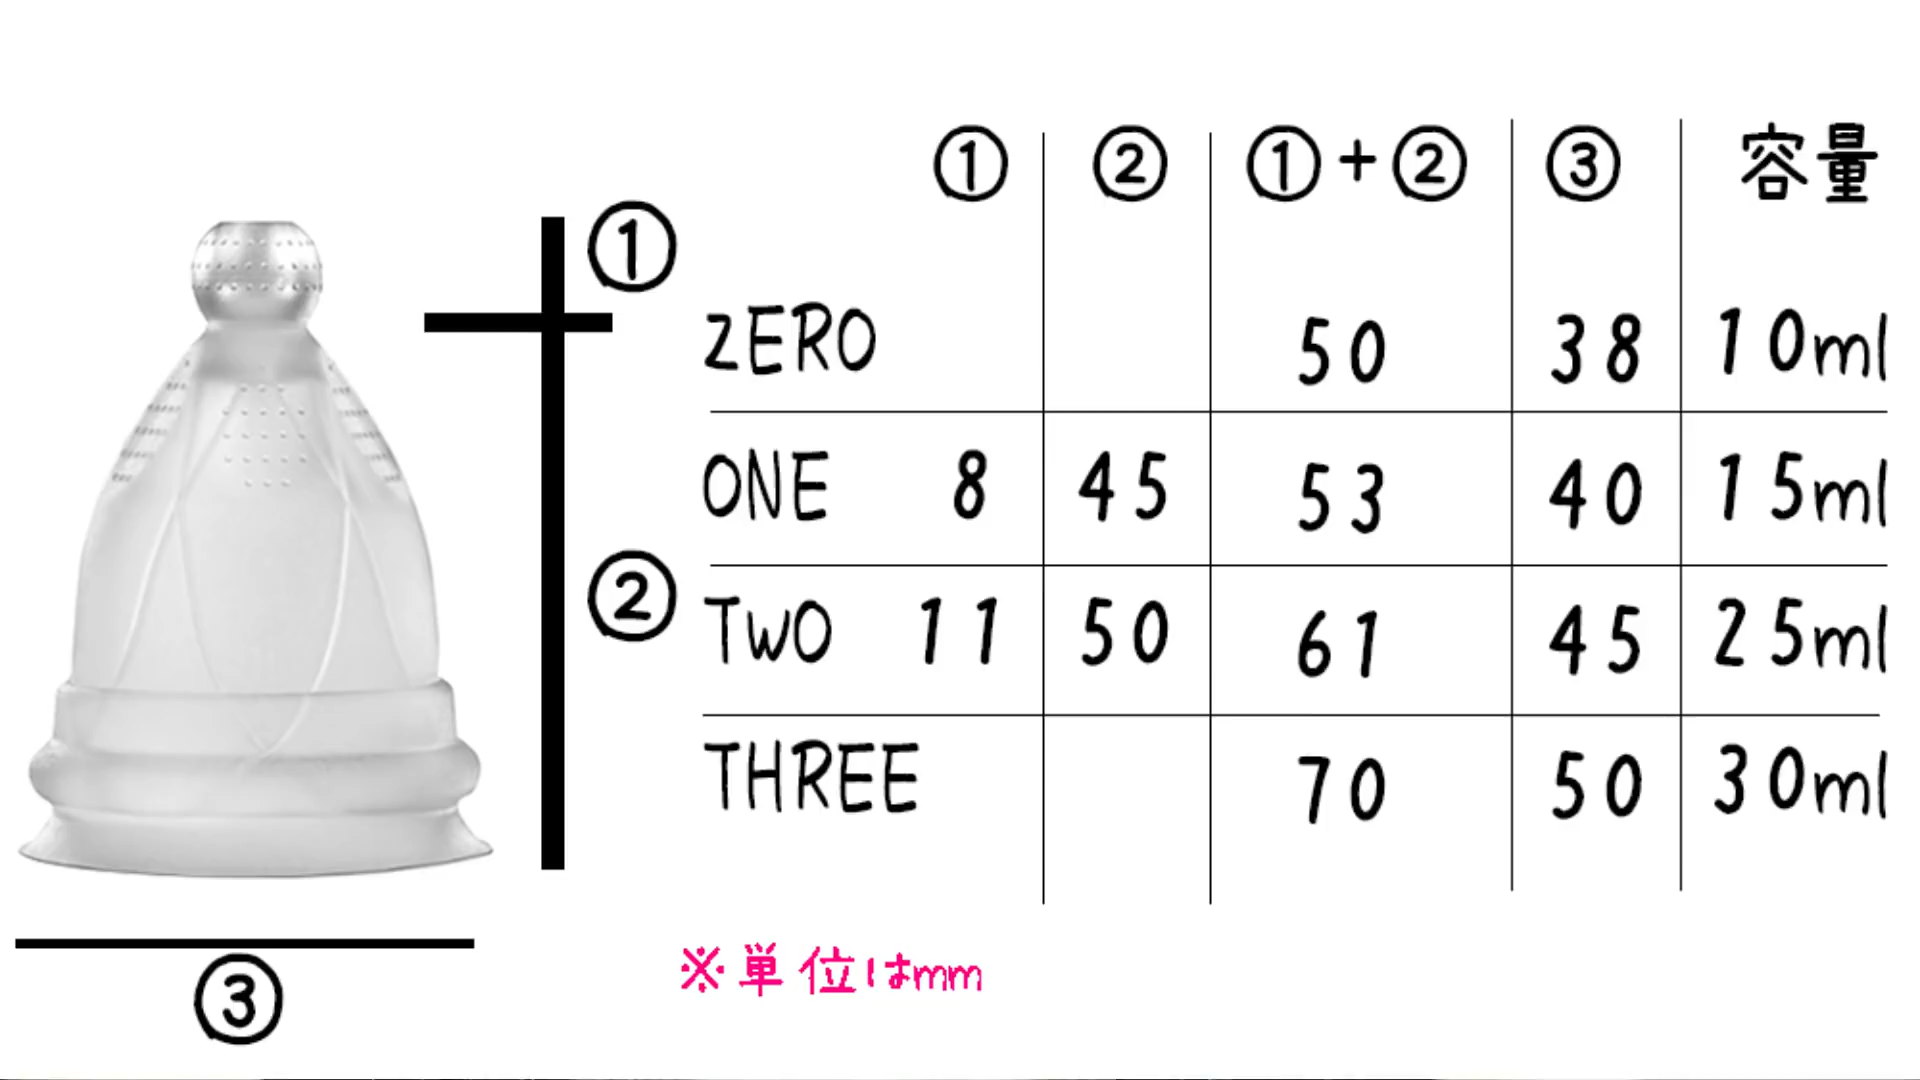 ① ② ①+② ③ 容量
ZERO 50 38 10ml
ONE 8 45 53 40 15ml
TWO 11 50 61 45 25ml
THREE 70 50 30ml
①
②
③
※単位はmm